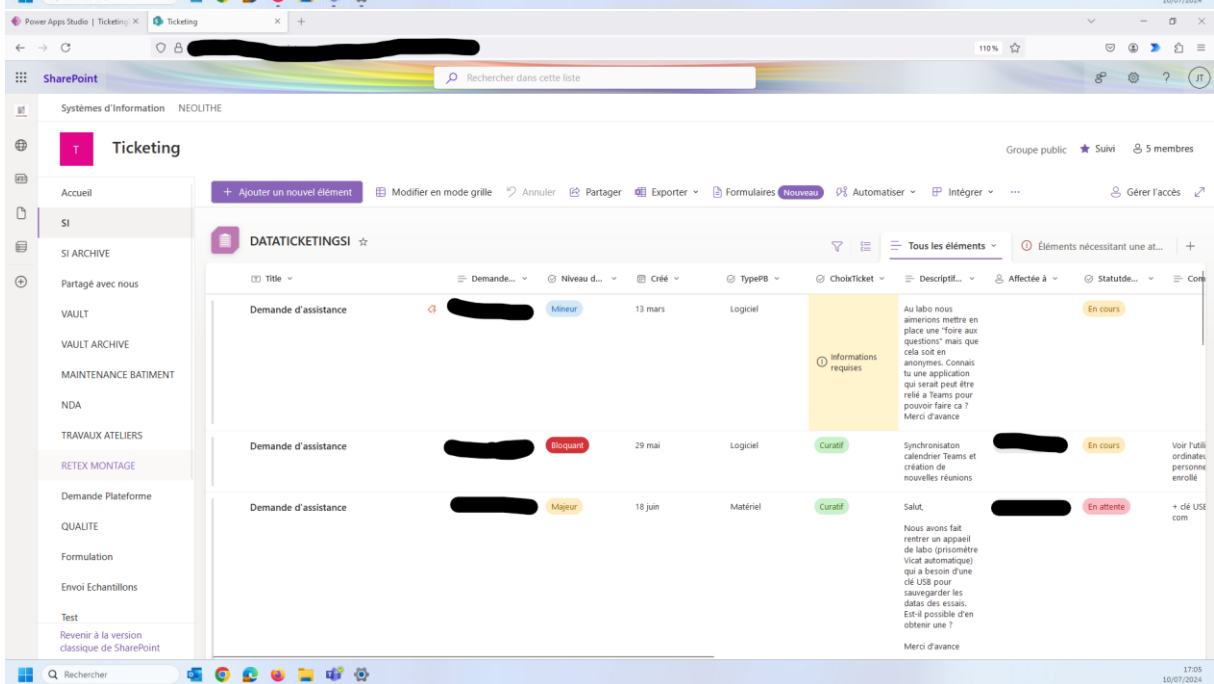 10/07/2024
Power Apps Studio | Ticketing
Ticketing
110 %
SharePoint
Rechercher dans cette liste
JT
Systèmes d'Information NEOLITHE
T
Ticketing
Groupe public
Suivi
5 membres
Accueil
SI
SI ARCHIVE
Partagé avec nous
VAULT
VAULT ARCHIVE
MAINTENANCE BATIMENT
NDA
TRAVAUX ATELIERS
RETEX MONTAGE
Demande Plateforme
QUALITE
Formulation
Envoi Echantillons
Test
Revenir à la version
classique de SharePoint
+ Ajouter un nouvel élément
Modifier en mode grille
Annuler
Partager
Exporter
Formulaires Nouveau
Automatiser
Intégrer
...
Gérer l'accès
DATATICKETINGSI
Tous les éléments
Éléments nécessitant une at...
Title
Demande...
Niveau d...
Créé
TypePB
ChoixTicket
Descriptif...
Affectée à
Statutde...
Com
Demande d'assistance
Mineur
13 mars
Logiciel
Informations
requises
Au labo nous
aimerions mettre en
place une "foire aux
questions" mais que
cela soit en
anonymes. Connais
tu une application
qui serait peut être
relié a Teams pour
pouvoir faire ca ?
Merci d'avance
En cours
Demande d'assistance
Bloquant
29 mai
Logiciel
Curatif
Synchronisaton
calendrier Teams et
création de
nouvelles réunions
En cours
Voir l'utili
ordinateu
personne
enrollé
Demande d'assistance
Majeur
18 juin
Matériel
Curatif
Salut,
Nous avons fait
rentrer un appaeil
de labo (prisomètre
Vicat automatique)
qui a besoin d'une
clé USB pour
sauvegarder les
datas des essais.
Est-il possible d'en
obtenir une ?
Merci d'avance
En attente
+ clé USB
com
Rechercher
17:05
10/07/2024